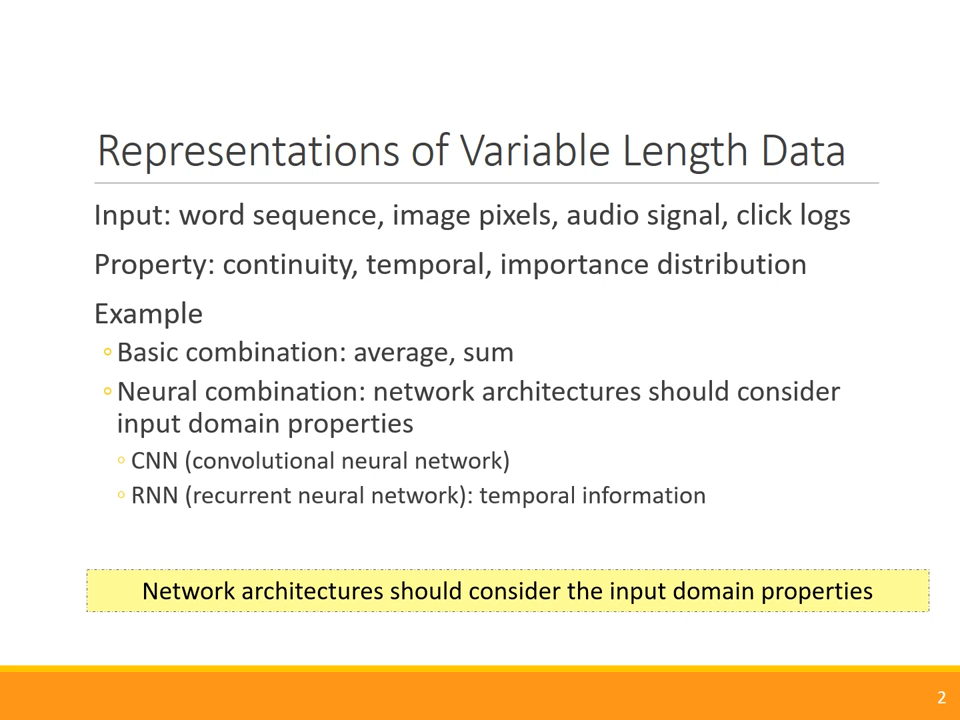 Representations of Variable Length Data
Input: word sequence, image pixels, audio signal, click logs
Property: continuity, temporal, importance distribution
Example
◦Basic combination: average, sum
◦Neural combination: network architectures should consider
input domain properties
◦ CNN (convolutional neural network)
◦ RNN (recurrent neural network): temporal information
Network architectures should consider the input domain properties
2